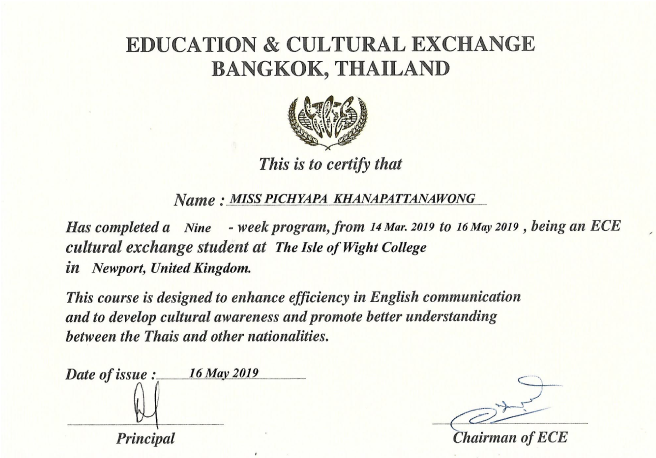 EDUCATION & CULTURAL EXCHANGE
BANGKOK, THAILAND
This is to certify that
Name : MISS PICHYAPA KHANAPATTANAWONG
Has completed a Nine - week program, from 14 Mar. 2019 to 16 May 2019 , being an ECE
cultural exchange student at The Isle of Wight College
in Newport, United Kingdom.
This course is designed to enhance efficiency in English communication
and to develop cultural awareness and promote better understanding
between the Thais and other nationalities.
Date of issue : 16 May 2019
Principal
Chairman of ECE